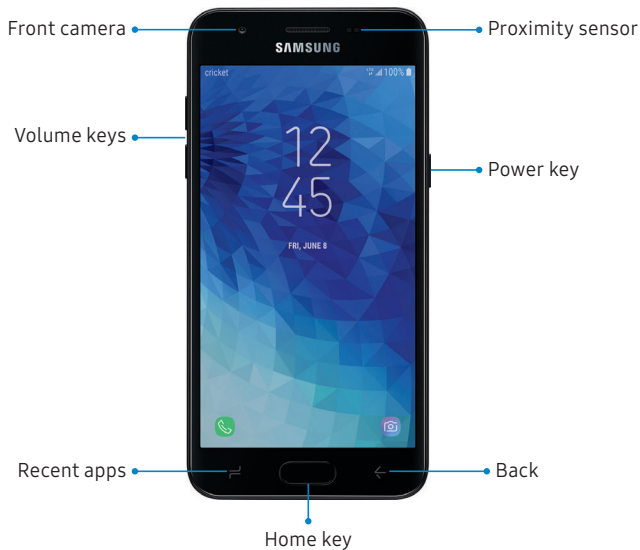 Front camera
Proximity sensor
SAMSUNG
cricket
LTE 100%
Volume keys
12
45
Power key
FRI, JUNE 8
Recent apps
Back
Home key